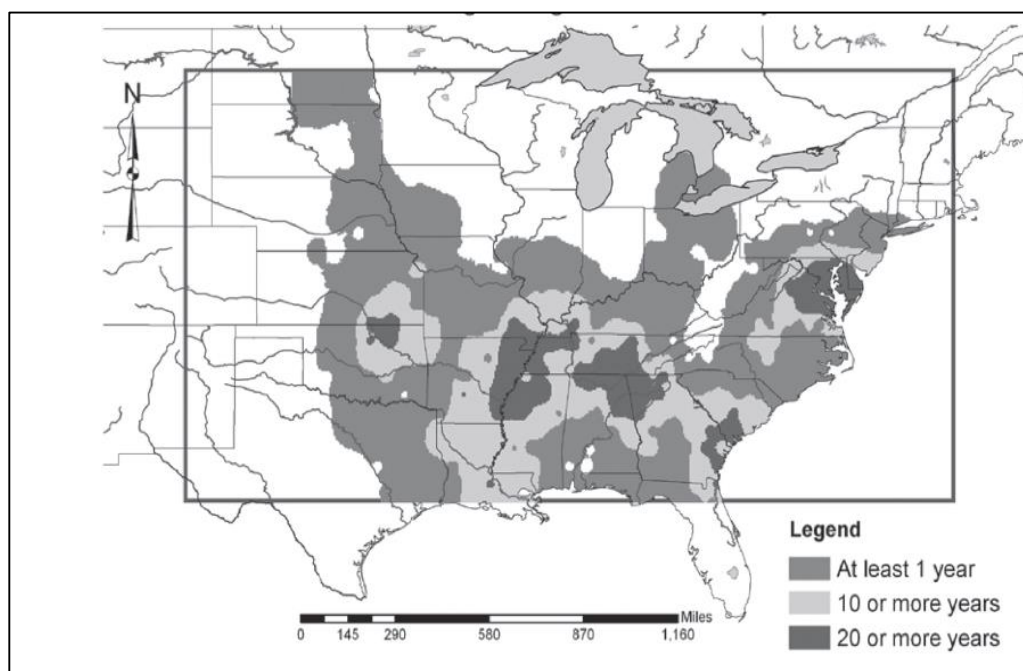 N
Legend
At least 1 year
10 or more years
20 or more years
Miles
0 145 290 580 870 1,160